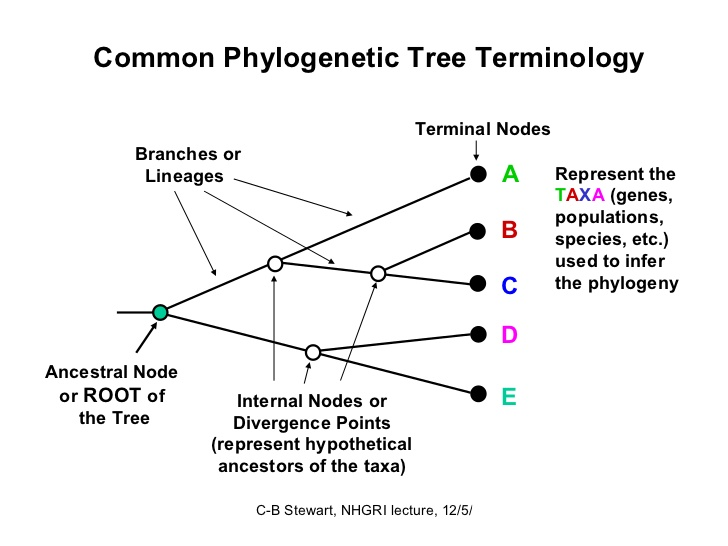 Common Phylogenetic Tree Terminology
Terminal Nodes
Branches or
Lineages
A
B
C
D
E
Represent the
TAXA (genes,
populations,
species, etc.)
used to infer
the phylogeny
Ancestral Node
or ROOT of
the Tree
Internal Nodes or
Divergence Points
(represent hypothetical
ancestors of the taxa)
C-B Stewart, NHGRI lecture, 12/5/